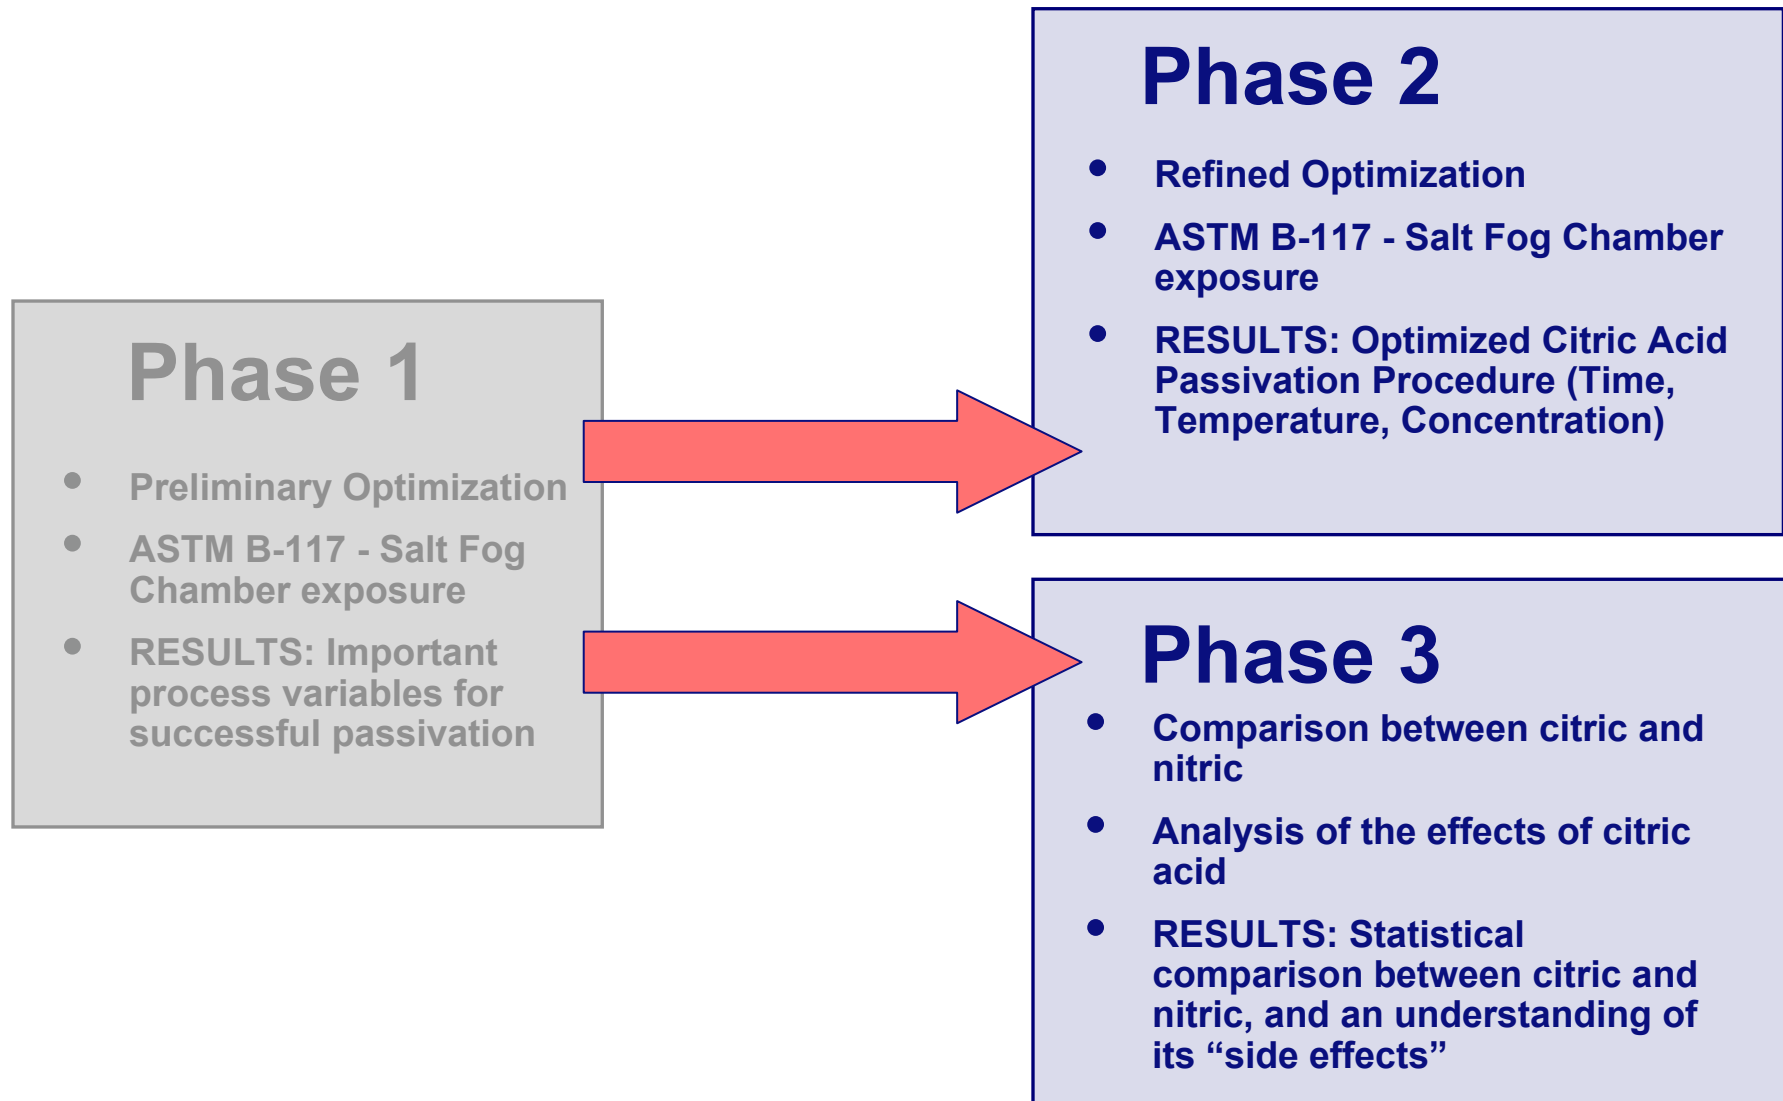 Phase 1
• Preliminary Optimization
• ASTM B-117 - Salt Fog
Chamber exposure
• RESULTS: Important
process variables for
successful passivation
Phase 2
• Refined Optimization
• ASTM B-117 - Salt Fog Chamber
exposure
• RESULTS: Optimized Citric Acid
Passivation Procedure (Time,
Temperature, Concentration)
Phase 3
• Comparison between citric and
nitric
• Analysis of the effects of citric
acid
• RESULTS: Statistical
comparison between citric and
nitric, and an understanding of
its “side effects”